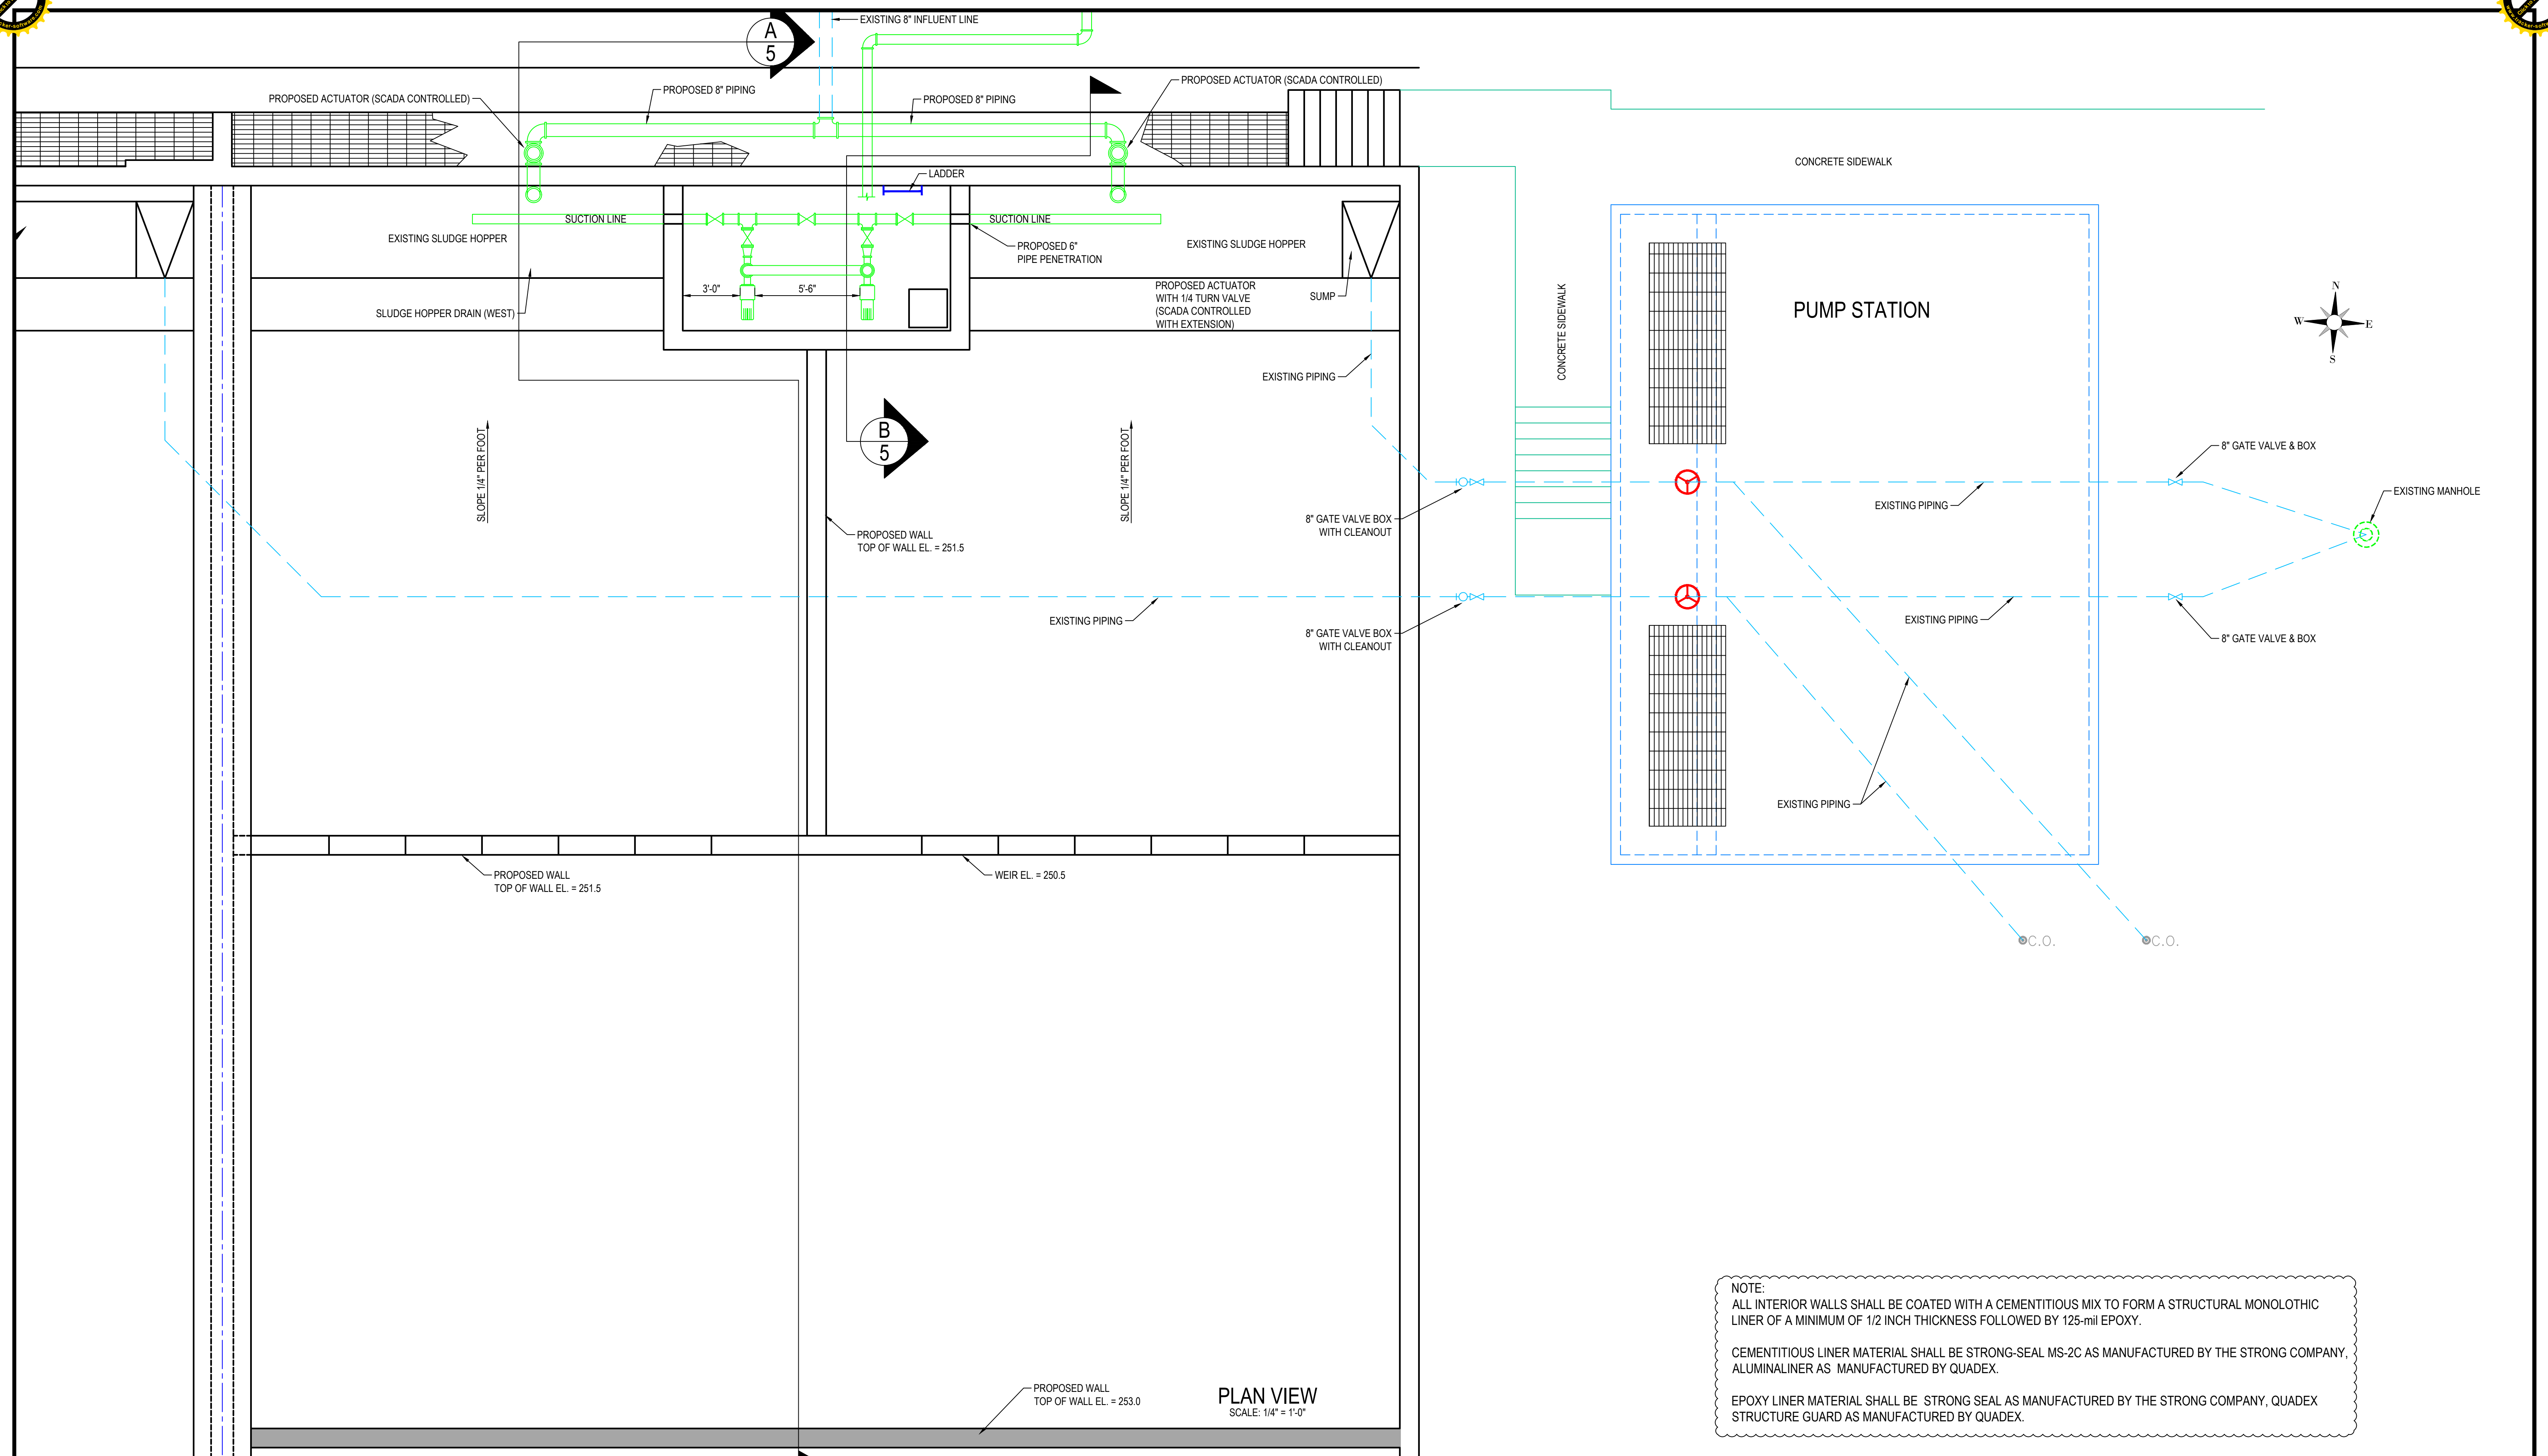 EXISTING 8" INFLUENT LINE
A
5
PROPOSED ACTUATOR (SCADA CONTROLLED)
PROPOSED 8" PIPING
PROPOSED 8" PIPING
PROPOSED ACTUATOR (SCADA CONTROLLED)
CONCRETE SIDEWALK
LADDER
SUCTION LINE
SUCTION LINE
EXISTING SLUDGE HOPPER
PROPOSED 6"
PIPE PENETRATION
EXISTING SLUDGE HOPPER
3'-0"
5'-6"
PROPOSED ACTUATOR
WITH 1/4 TURN VALVE
(SCADA CONTROLLED
WITH EXTENSION)
SUMP
SLUDGE HOPPER DRAIN (WEST)
CONCRETE SIDEWALK
PUMP STATION
N
W
E
S
EXISTING PIPING
B
5
SLOPE 1/4" PER FOOT
SLOPE 1/4" PER FOOT
8" GATE VALVE & BOX
EXISTING MANHOLE
EXISTING PIPING
8" GATE VALVE BOX
WITH CLEANOUT
PROPOSED WALL
TOP OF WALL EL. = 251.5
EXISTING PIPING
EXISTING PIPING
8" GATE VALVE BOX
WITH CLEANOUT
8" GATE VALVE & BOX
EXISTING PIPING
PROPOSED WALL
TOP OF WALL EL. = 251.5
WEIR EL. = 250.5
C.O.
C.O.
NOTE:
ALL INTERIOR WALLS SHALL BE COATED WITH A CEMENTITIOUS MIX TO FORM A STRUCTURAL MONOLOTHIC
LINER OF A MINIMUM OF 1/2 INCH THICKNESS FOLLOWED BY 125-mil EPOXY.
CEMENTITIOUS LINER MATERIAL SHALL BE STRONG-SEAL MS-2C AS MANUFACTURED BY THE STRONG COMPANY,
ALUMINALINER AS MANUFACTURED BY QUADEX.
EPOXY LINER MATERIAL SHALL BE STRONG SEAL AS MANUFACTURED BY THE STRONG COMPANY, QUADEX
STRUCTURE GUARD AS MANUFACTURED BY QUADEX.
PROPOSED WALL
TOP OF WALL EL. = 253.0
PLAN VIEW
SCALE: 1/4" = 1'-0"